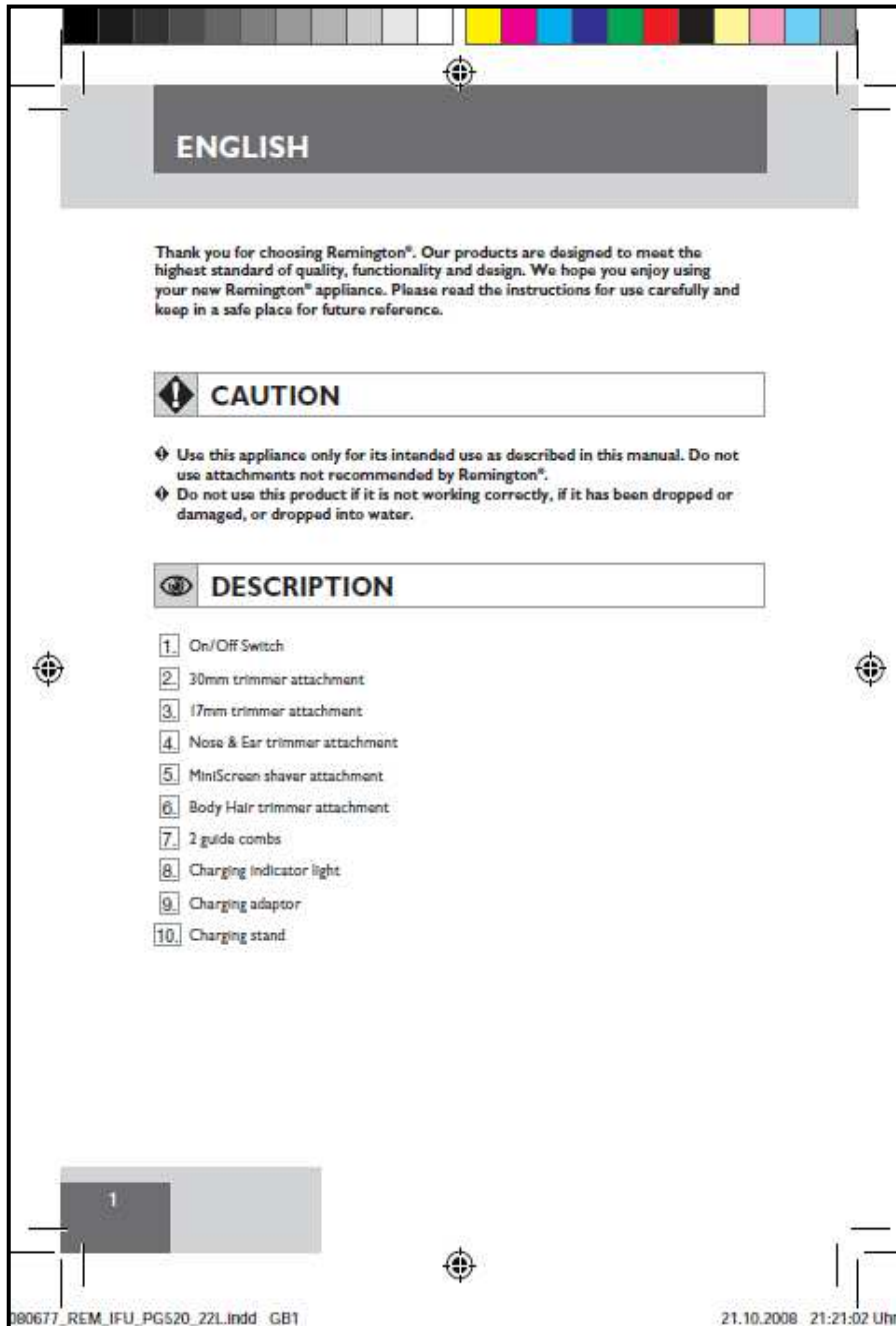 ENGLISH
Thank you for choosing Remington®. Our products are designed to meet the
highest standard of quality, functionality and design. We hope you enjoy using
your new Remington® appliance. Please read the instructions for use carefully and
keep in a safe place for future reference.
CAUTION
Use this appliance only for its intended use as described in this manual. Do not
use attachments not recommended by Remington®.
Do not use this product if it is not working correctly, if it has been dropped or
damaged, or dropped into water.
DESCRIPTION
1. On/Off Switch
2. 30mm trimmer attachment
3. 17mm trimmer attachment
4. Nose & Ear trimmer attachment
5. MiniScreen shaver attachment
6. Body Hair trimmer attachment
7. 2 guide combs
8. Charging indicator light
9. Charging adaptor
10. Charging stand
1
080677_REM_IFU_PG520_22L.indd GB1 21.10.2008 21:21:02 Uhr